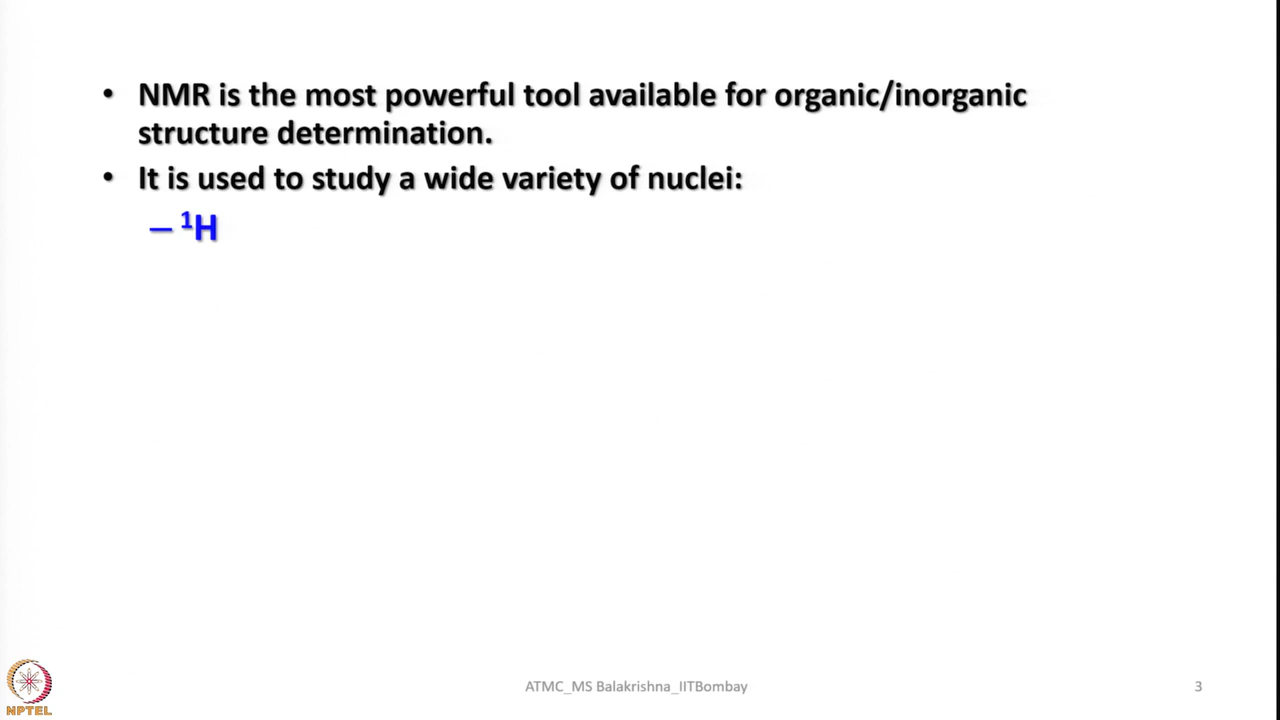 • NMR is the most powerful tool available for organic/inorganic
structure determination.
• It is used to study a wide variety of nuclei:
– ¹H
NPTEL
ATMC_MS Balakrishna_IITBombay
3